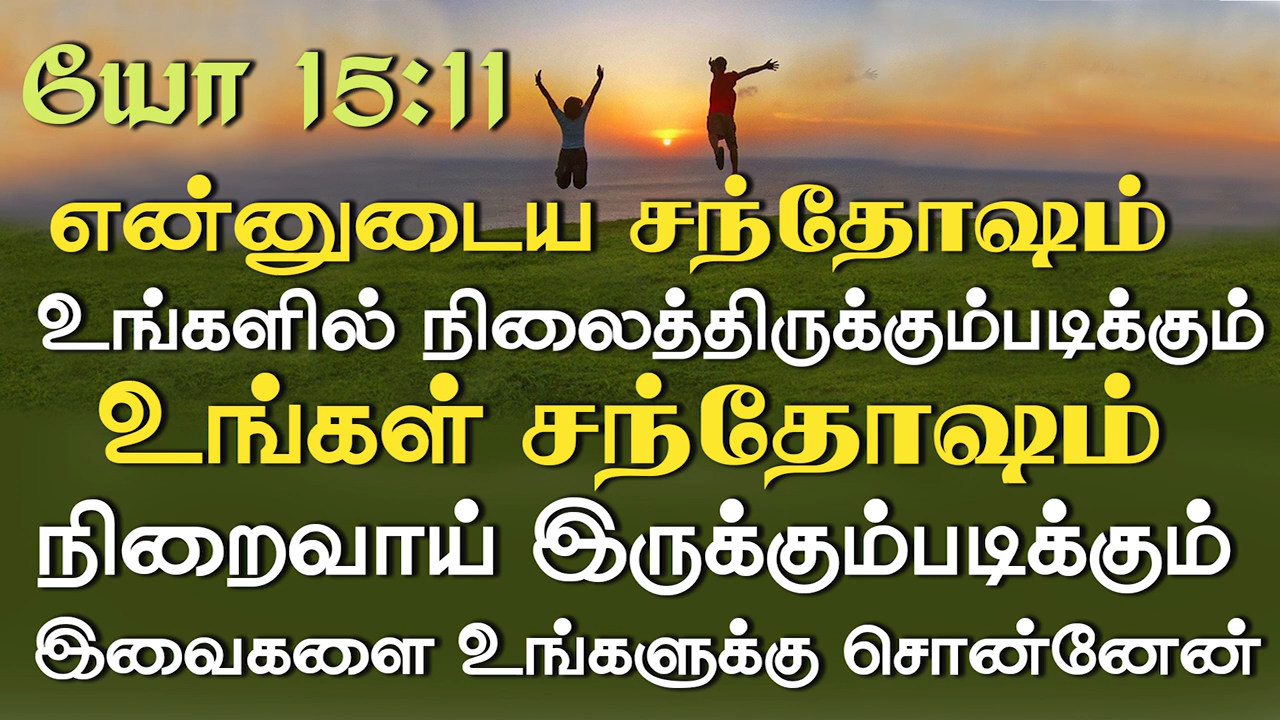 யோ 15:11
என்னுடைய சந்தோஷம்
உங்களில் நிலைத்திருக்கும்படிக்கும்
உங்கள் சந்தோஷம்
நிறைவாய் இருக்கும்படிக்கும்
இவைகளை உங்களுக்கு சொன்னேன்